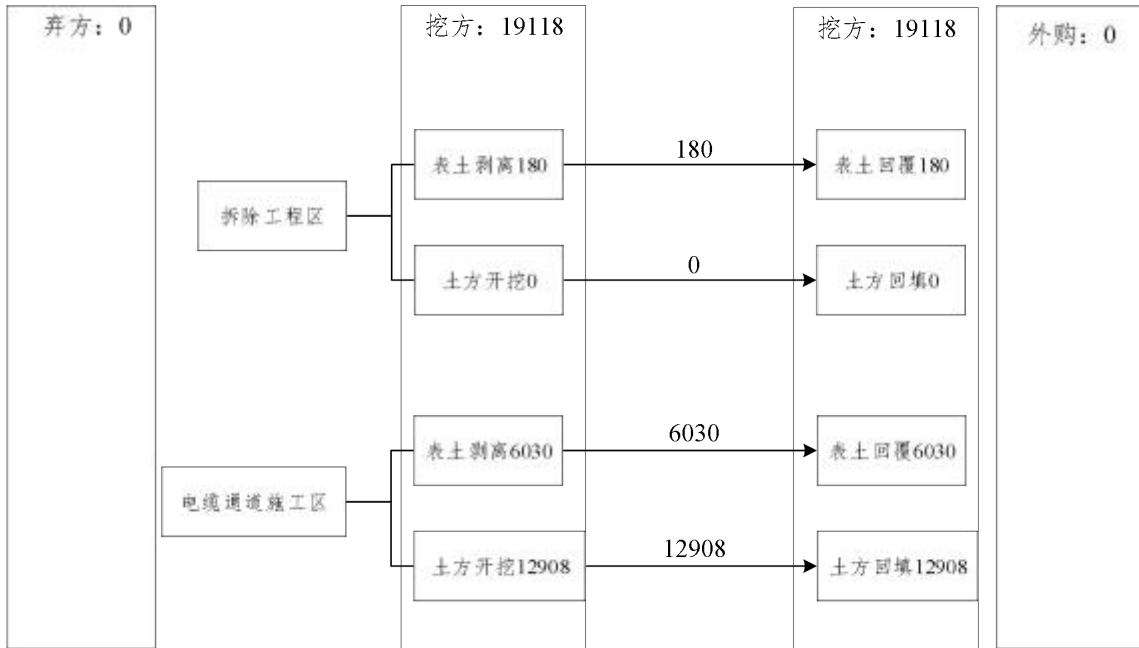 弃方：0
挖方：19118
挖方：19118
外购：0
表土剥离180
180
表土回覆180
拆除工程区
土方开挖0
0
土方回填0
表土剥离6030
6030
表土回覆6030
电缆通道施工区
土方开挖12908
12908
土方回填12908